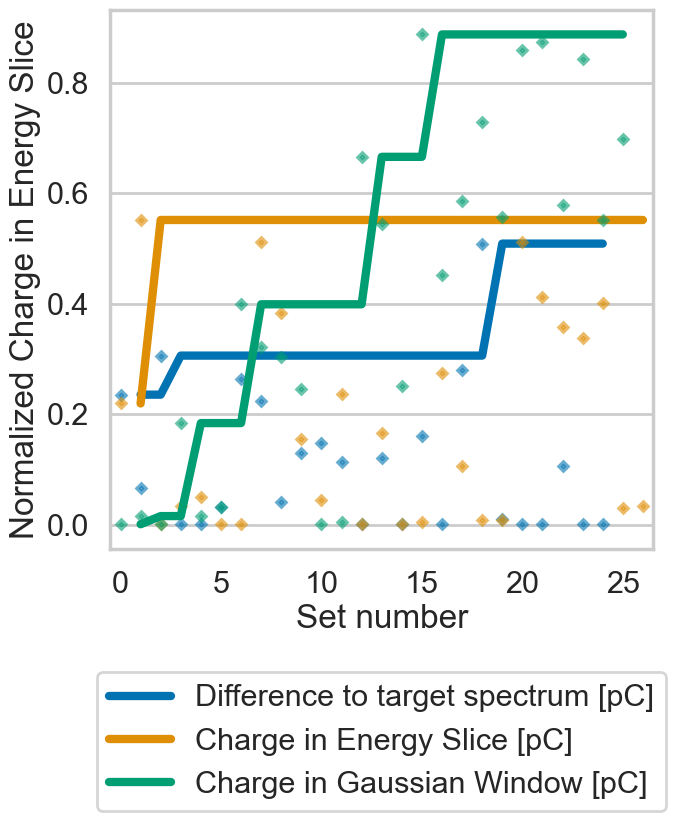 Normalized Charge in Energy Slice
0.8
0.6
0.4
0.2
0.0
0 5 10 15 20 25
Set number
Difference to target spectrum [pC]
Charge in Energy Slice [pC]
Charge in Gaussian Window [pC]